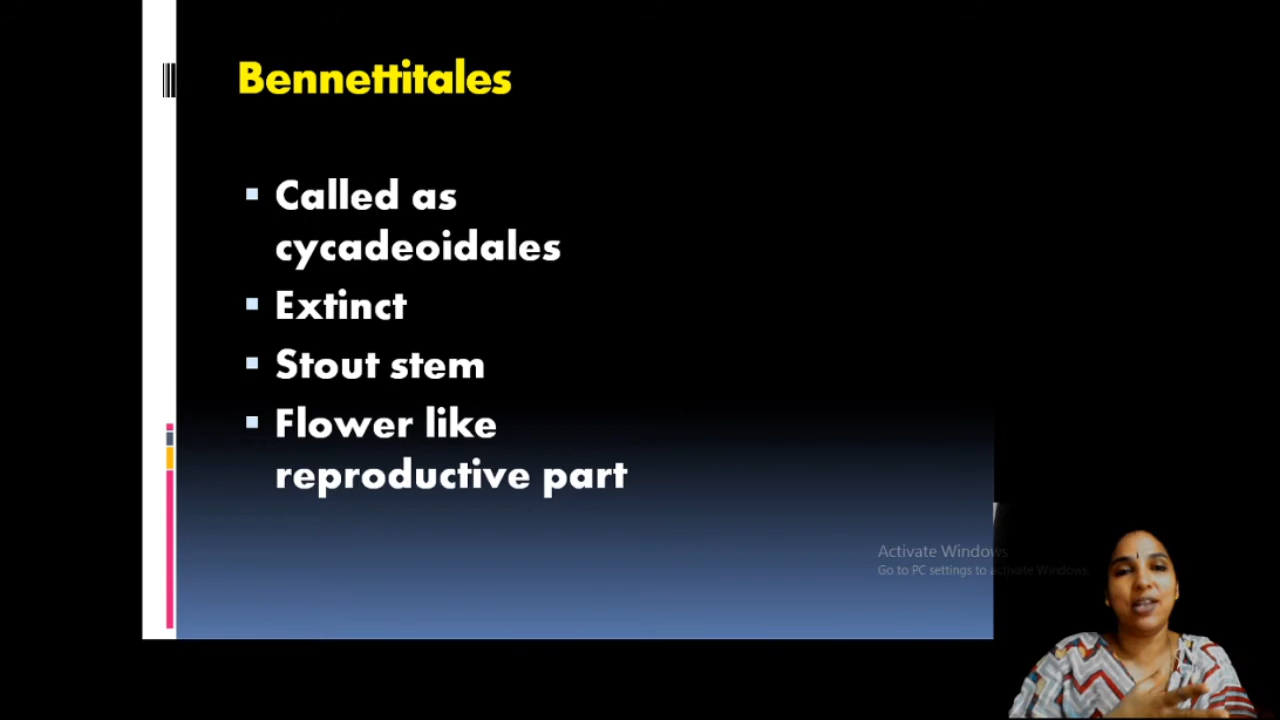 Bennettitales
Called as
cycadeoidales
Extinct
Stout stem
Flower like
reproductive part
Activate Windows
Go to PC settings to activate Windows.